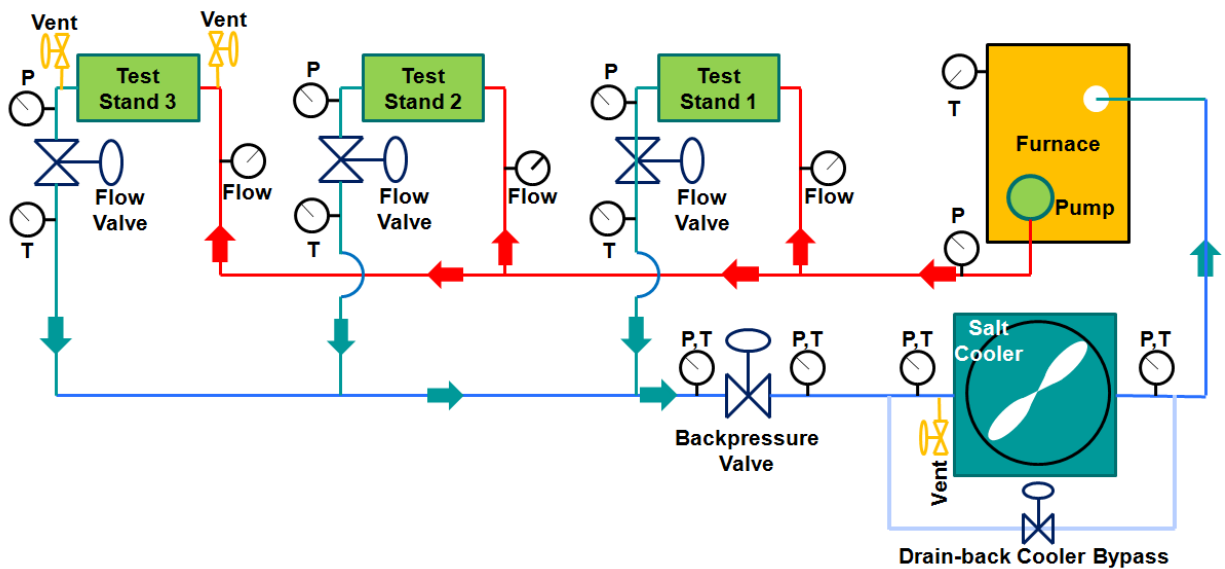 Vent
Vent
P
Test
Stand 3
P
Test
Stand 2
P
Test
Stand 1
T
Furnace
Pump
Flow
Valve
Flow
T
Flow
Valve
Flow
T
Flow
Valve
Flow
T
P
P,T
P,T
P,T
Salt
Cooler
P,T
Backpressure
Valve
Vent
Drain-back Cooler Bypass